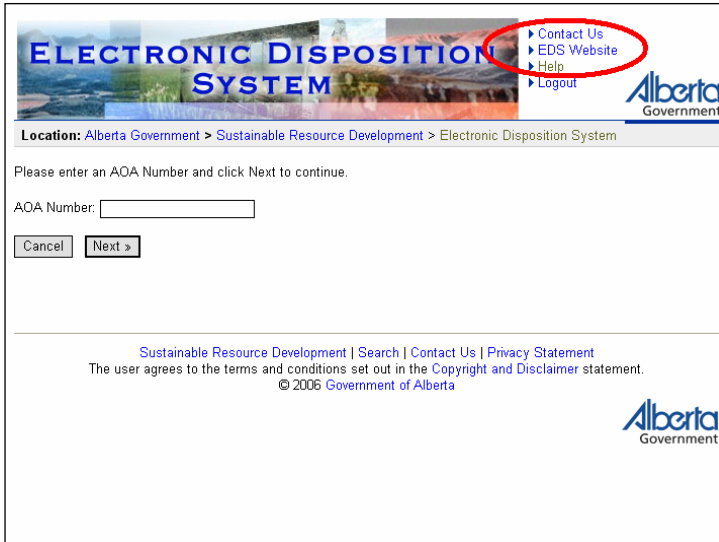 ELECTRONIC DISPOSITION
SYSTEM
Contact Us
EDS Website
Help
Logout
Alberta
Government
Location: Alberta Government > Sustainable Resource Development > Electronic Disposition System
Please enter an AOA Number and click Next to continue.
AOA Number:
Cancel Next »
Sustainable Resource Development | Search | Contact Us | Privacy Statement
The user agrees to the terms and conditions set out in the Copyright and Disclaimer statement.
© 2006 Government of Alberta
Alberta
Government